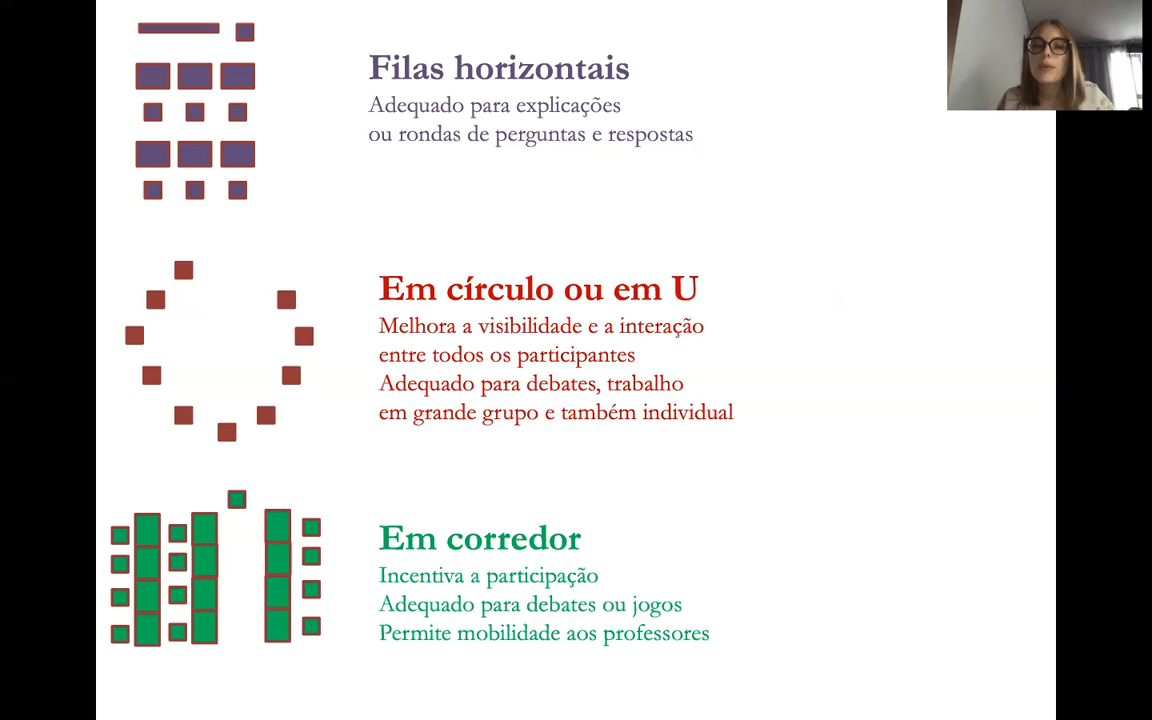 Filas horizontais
Adequado para explicações
ou rondas de perguntas e respostas
Em círculo ou em U
Melhora a visibilidade e a interação
entre todos os participantes
Adequado para debates, trabalho
em grande grupo e também individual
Em corredor
Incentiva a participação
Adequado para debates ou jogos
Permite mobilidade aos professores